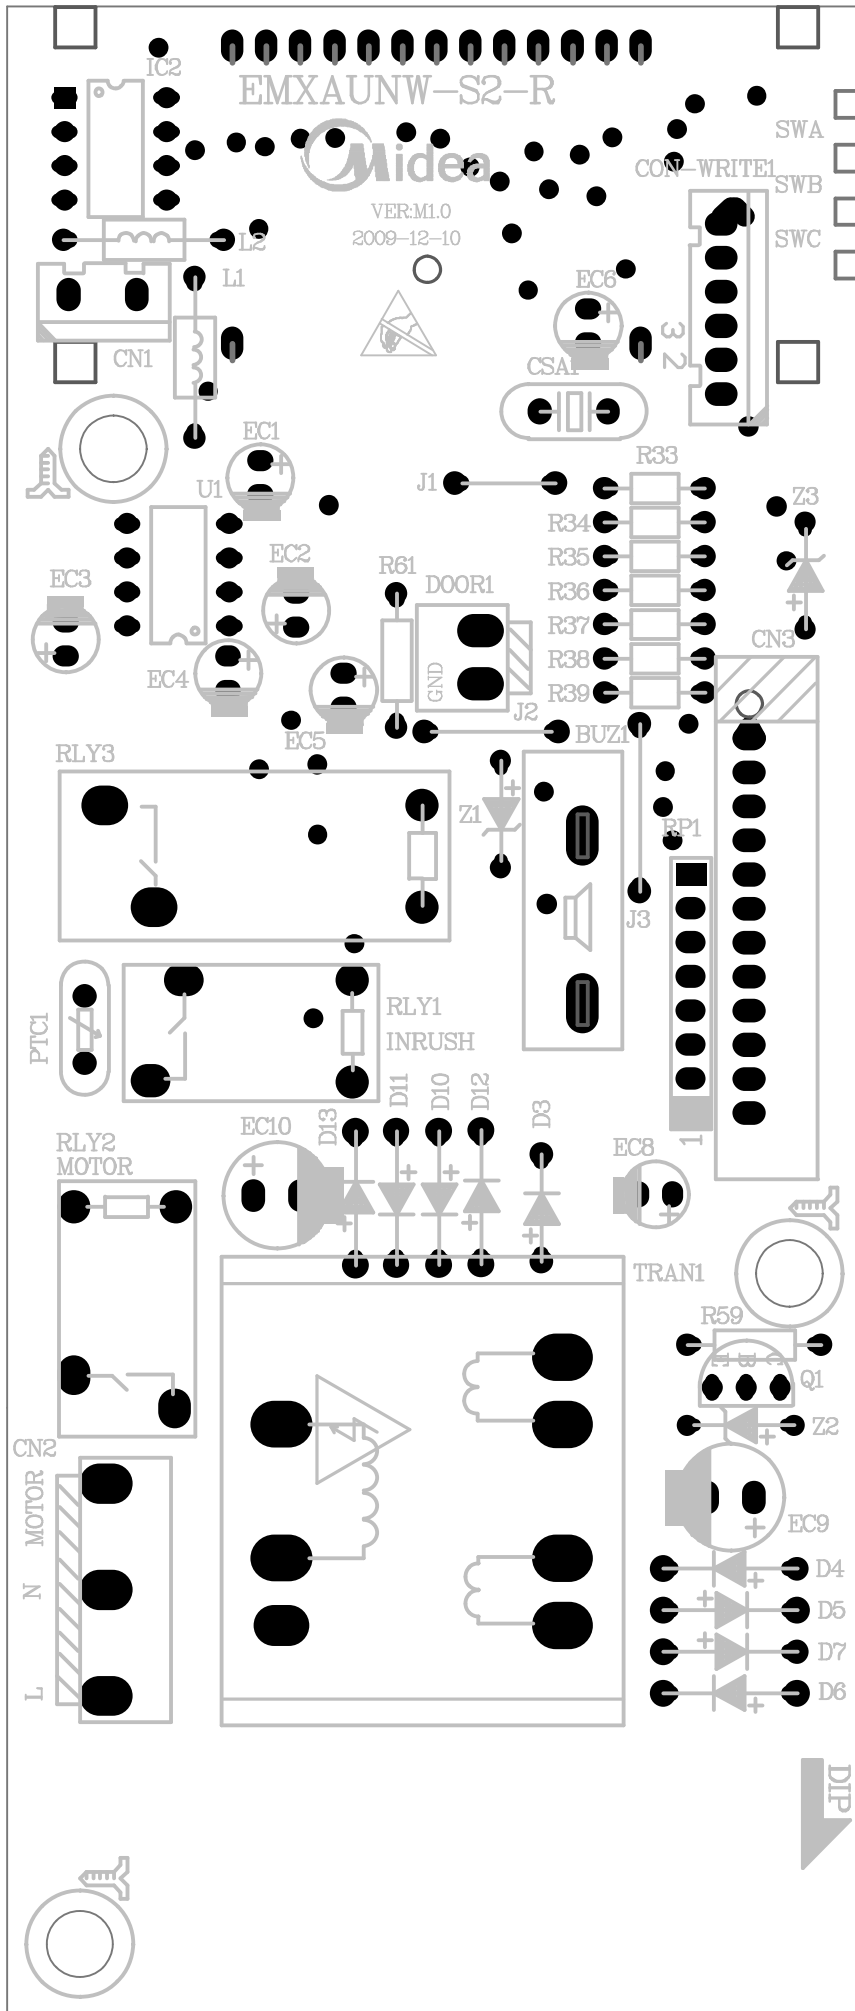 IC2
EMXAUNW-S2-R
SWA
Midea
CON-WRITE1
SWB
VER:M1.0
2009-12-10
SWC
L2
L1
EC6
3
2
CN1
CSA1
EC1
R33
J1
U1
Z3
R34
EC2
R35
EC3
R61
DOOR1
R36
R37
CN3
EC4
R38
GND
R39
J2
EC5
BUZ1
RLY3
Z1
RP1
J3
PTC1
RLY1
INRUSH
D13
D11
D10
D12
D3
EC10
EC8
1
RLY2
MOTOR
TRAN1
R59
E B C
Q1
Z2
CN2
MOTOR
EC9
D4
N
D5
D7
L
D6
DIP